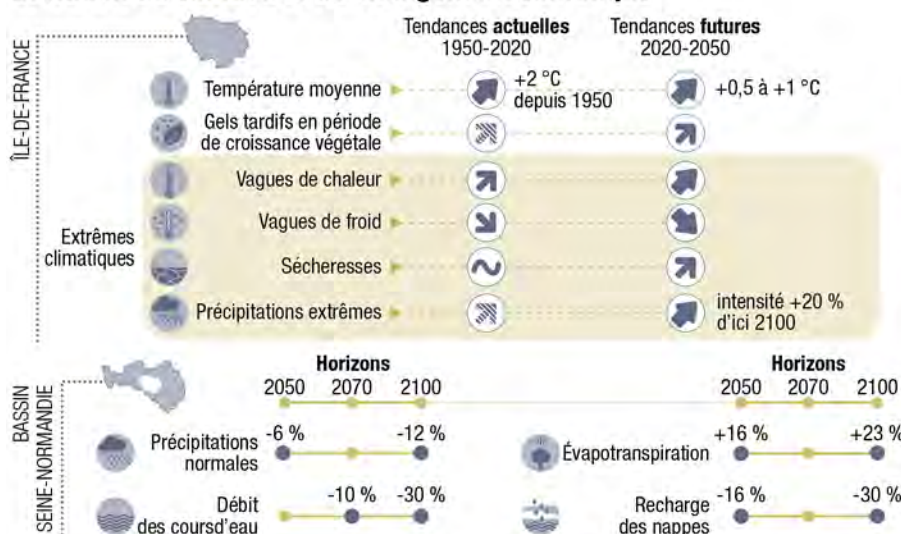 Tendances actuelles
1950-2020
Tendances futures
2020-2050
ÎLE-DE-FRANCE
Température moyenne
+2 °C
depuis 1950
+0,5 à +1 °C
Gels tardifs en période
de croissance végétale
Extrêmes
climatiques
Vagues de chaleur
Vagues de froid
Sécheresses
Précipitations extrêmes
intensité +20 %
d'ici 2100
BASSIN
SEINE-NORMANDIE
Horizons
2050 2070 2100
Précipitations
normales
-6 % -12 %
Débit
des coursd'eau
-10 % -30 %
Horizons
2050 2070 2100
Évapotranspiration
+16 % +23 %
Recharge
des nappes
-16 % -30 %